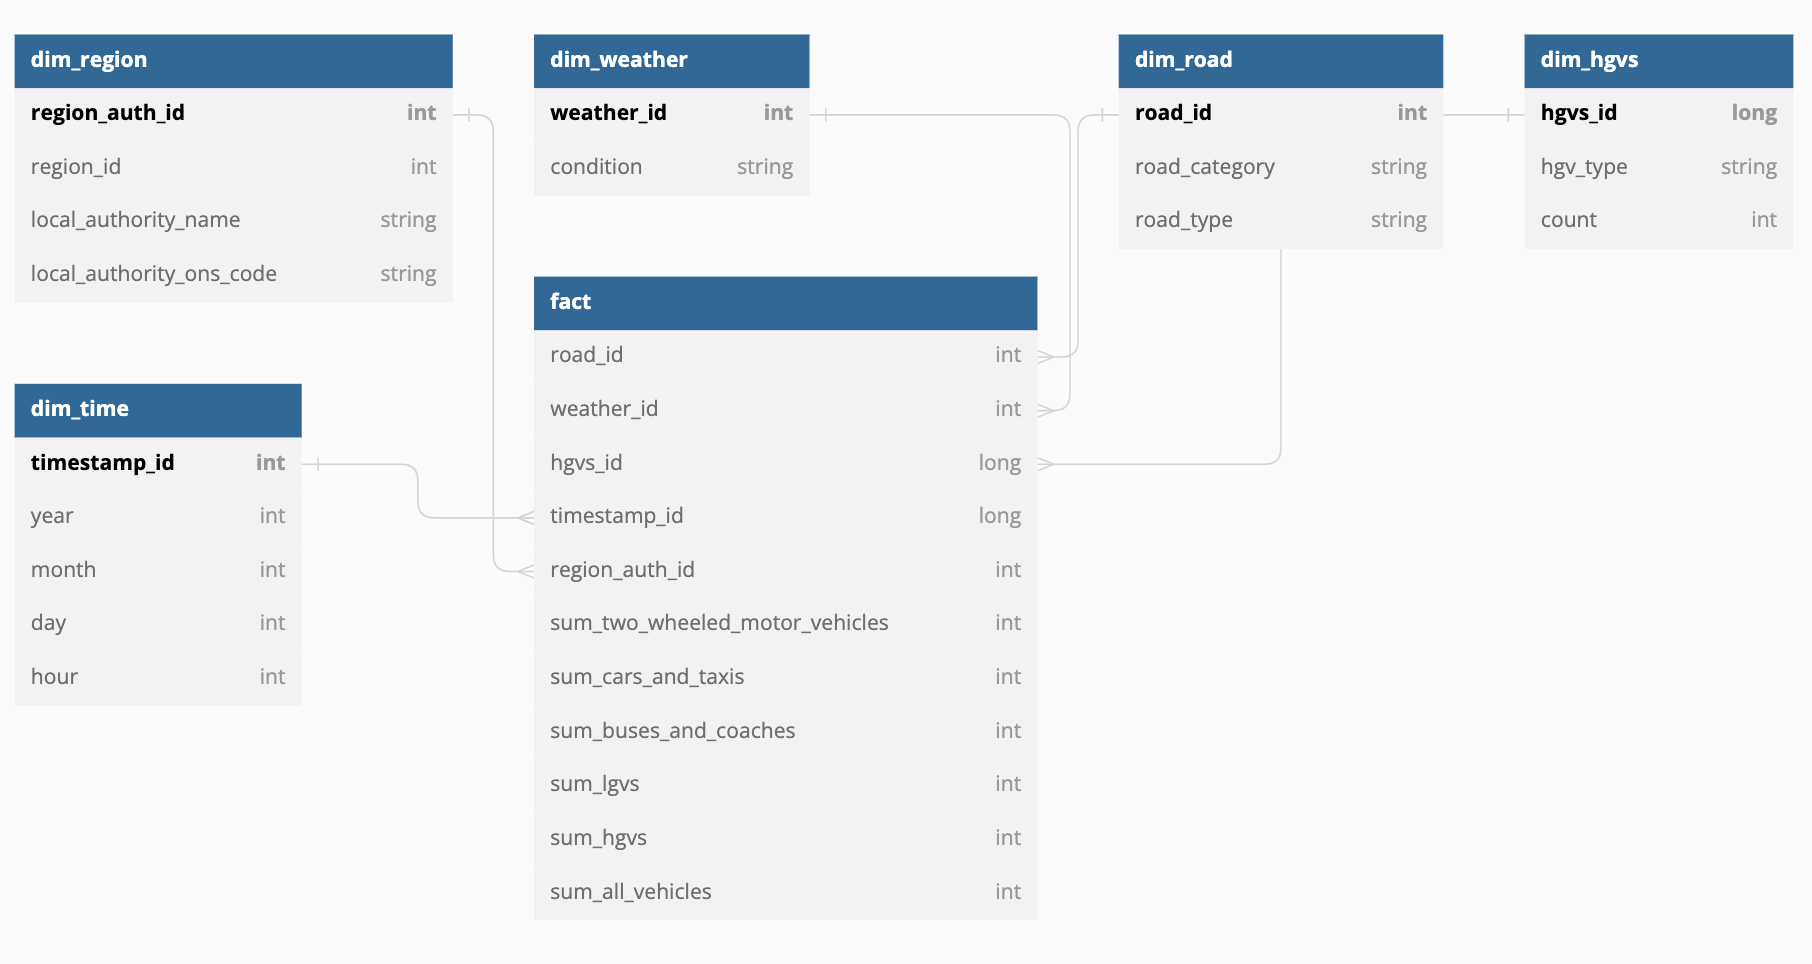 dim_region
region_auth_id int
region_id int
local_authority_name string
local_authority_ons_code string
dim_weather
weather_id int
condition string
dim_road
road_id int
road_category string
road_type string
dim_hgvs
hgvs_id long
hgv_type string
count int
dim_time
timestamp_id int
year int
month int
day int
hour int
fact
road_id int
weather_id int
hgvs_id long
timestamp_id long
region_auth_id int
sum_two_wheeled_motor_vehicles int
sum_cars_and_taxis int
sum_buses_and_coaches int
sum_lgvs int
sum_hgvs int
sum_all_vehicles int